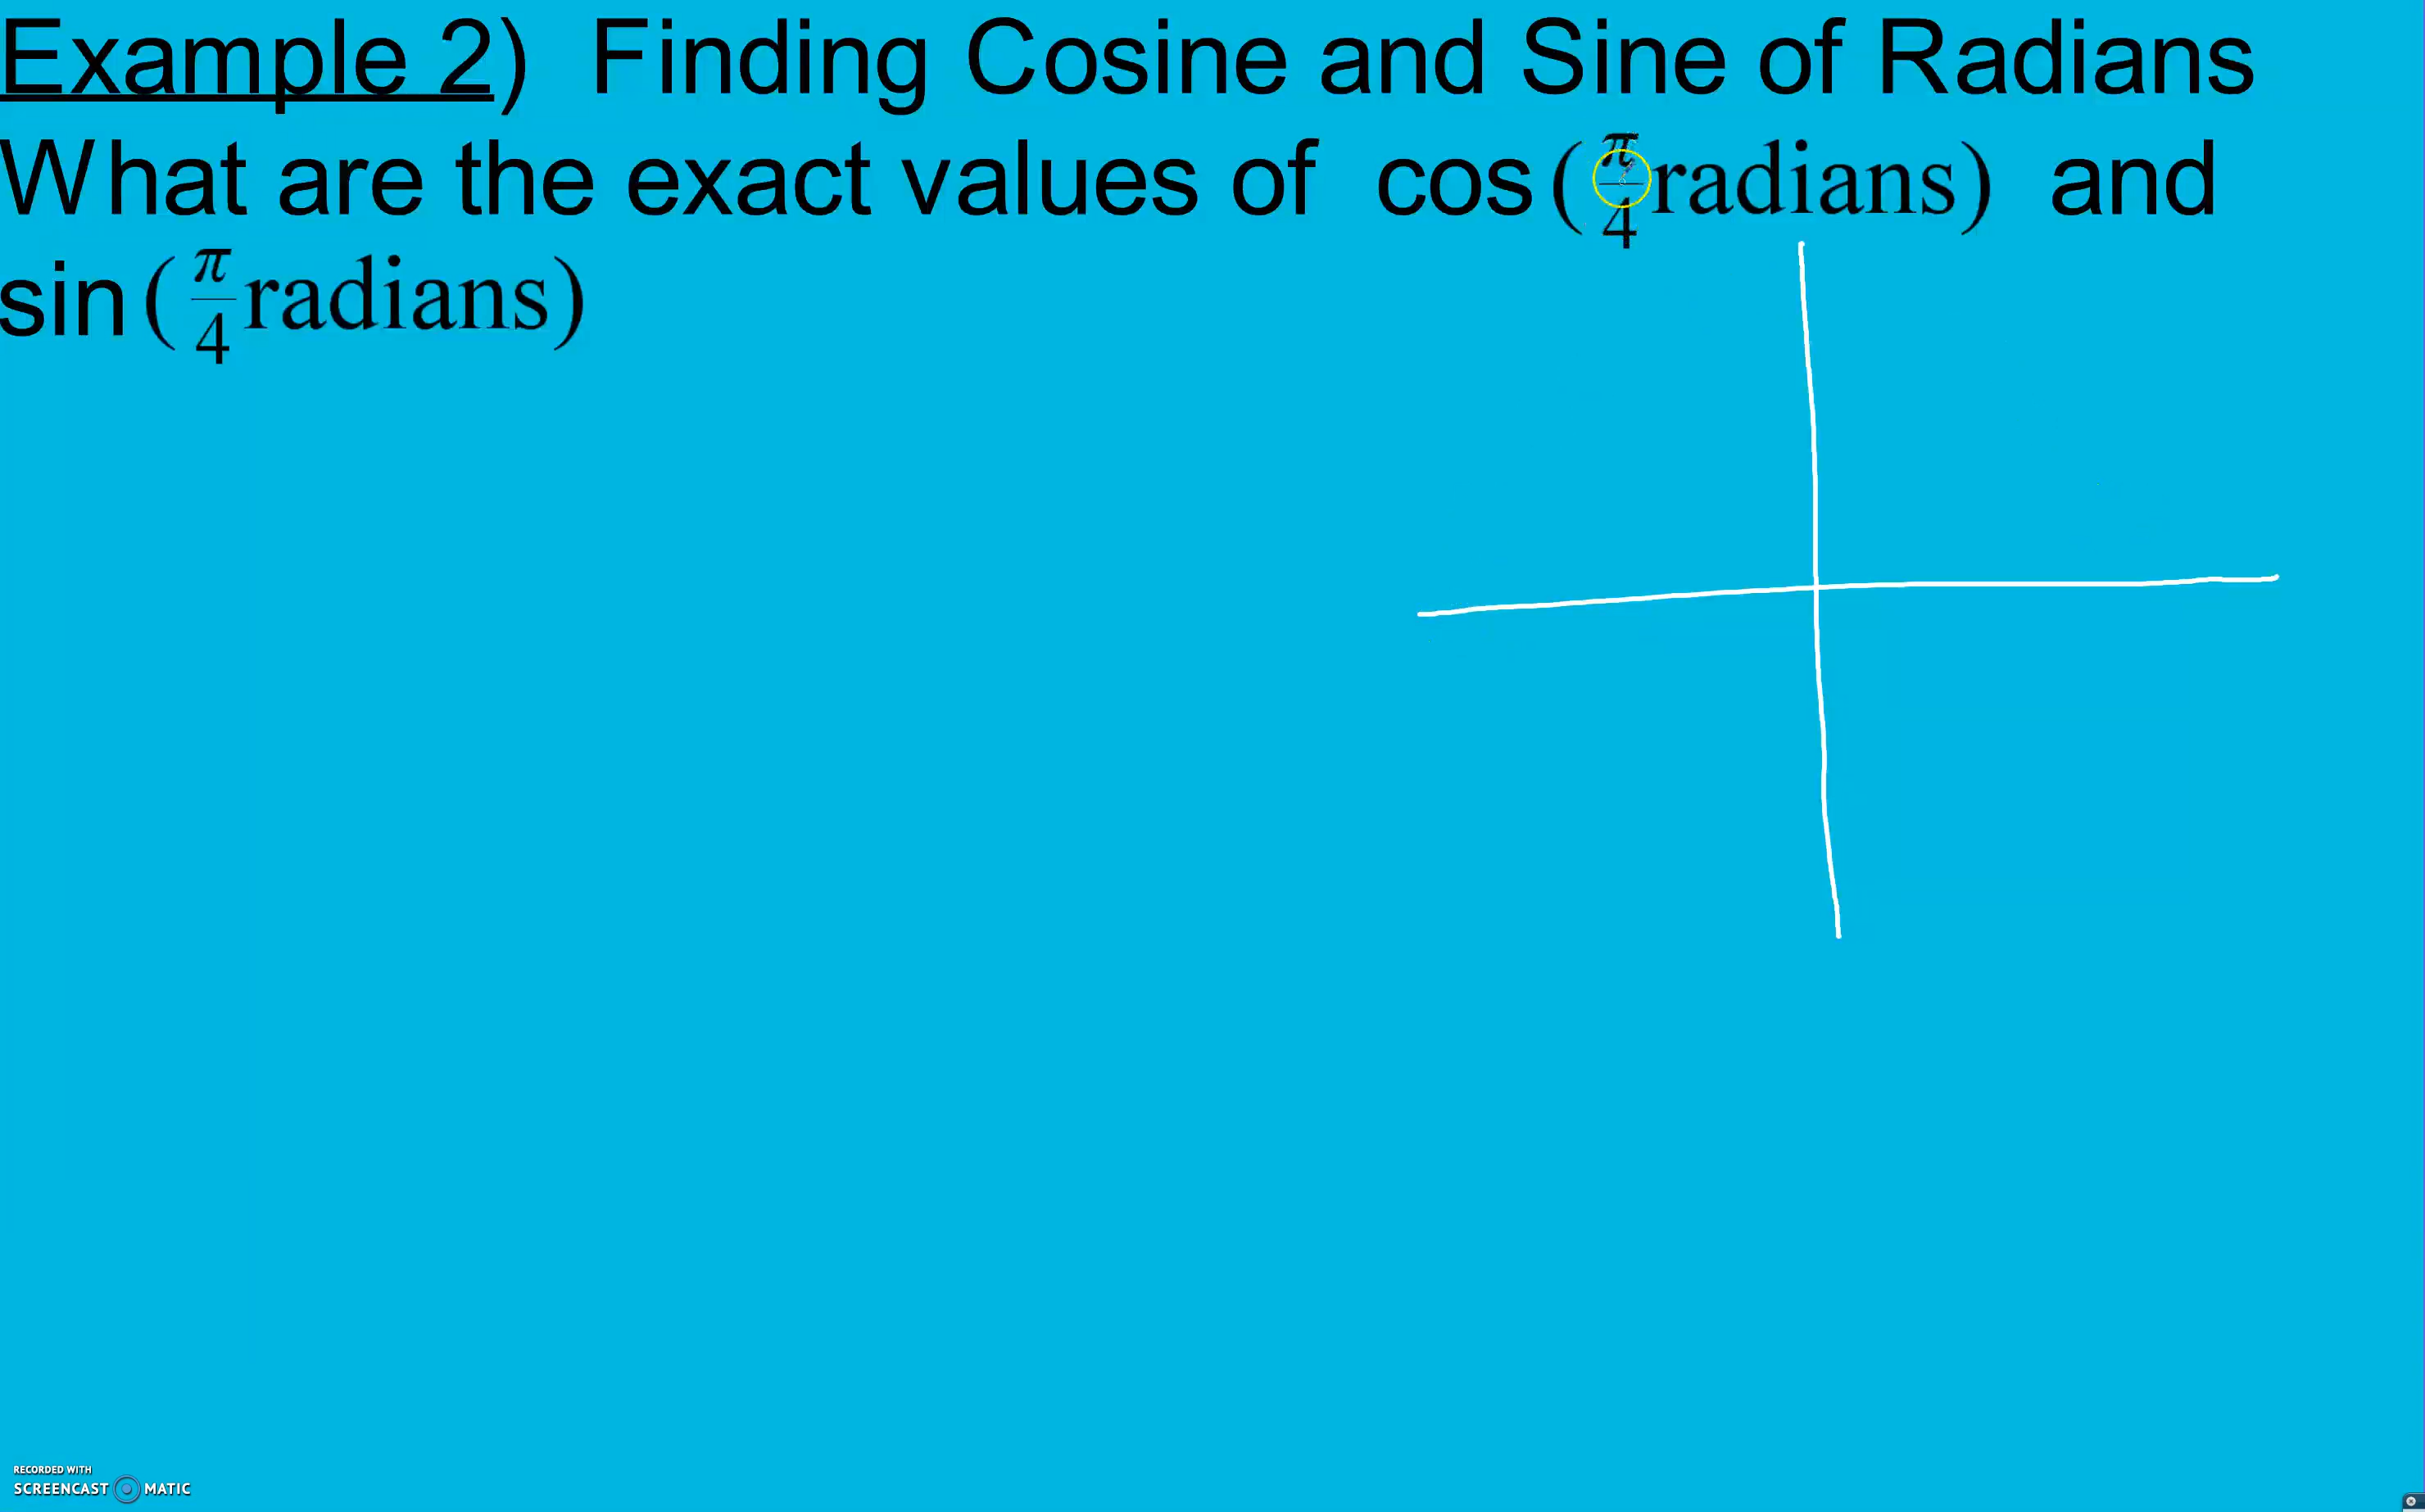 Example 2) Finding Cosine and Sine of Radians
What are the exact values of cos (π/4 radians) and
sin (π/4 radians)
RECORDED WITH
SCREENCAST MATIC